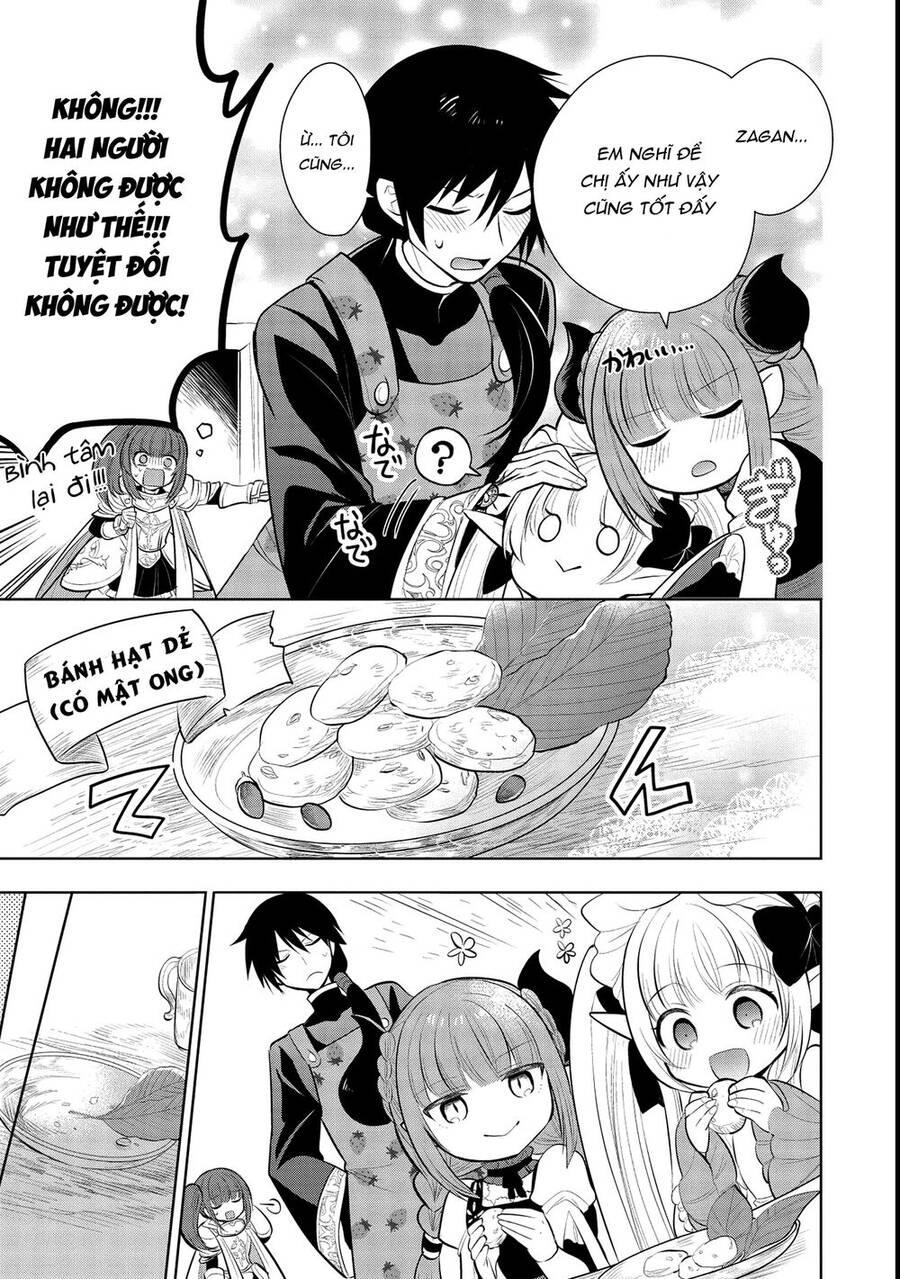 ZAGAN...
EM NGHĨ ĐỂ
CHỊ ẤY NHƯ VẬY
CŨNG TỐT ĐẤY
Ừ... TÔI
CŨNG...
KHÔNG!!!
HAI NGƯỜI
KHÔNG ĐƯỢC
NHƯ THẾ!!!
TUYỆT ĐỐI
KHÔNG ĐƯỢC!
かわいい...
ぎゅぅ
なで
なで
?
BÌNH TÂM
LẠI ĐI!!!
BÁNH HẠT DẺ
(CÓ MẬT ONG)